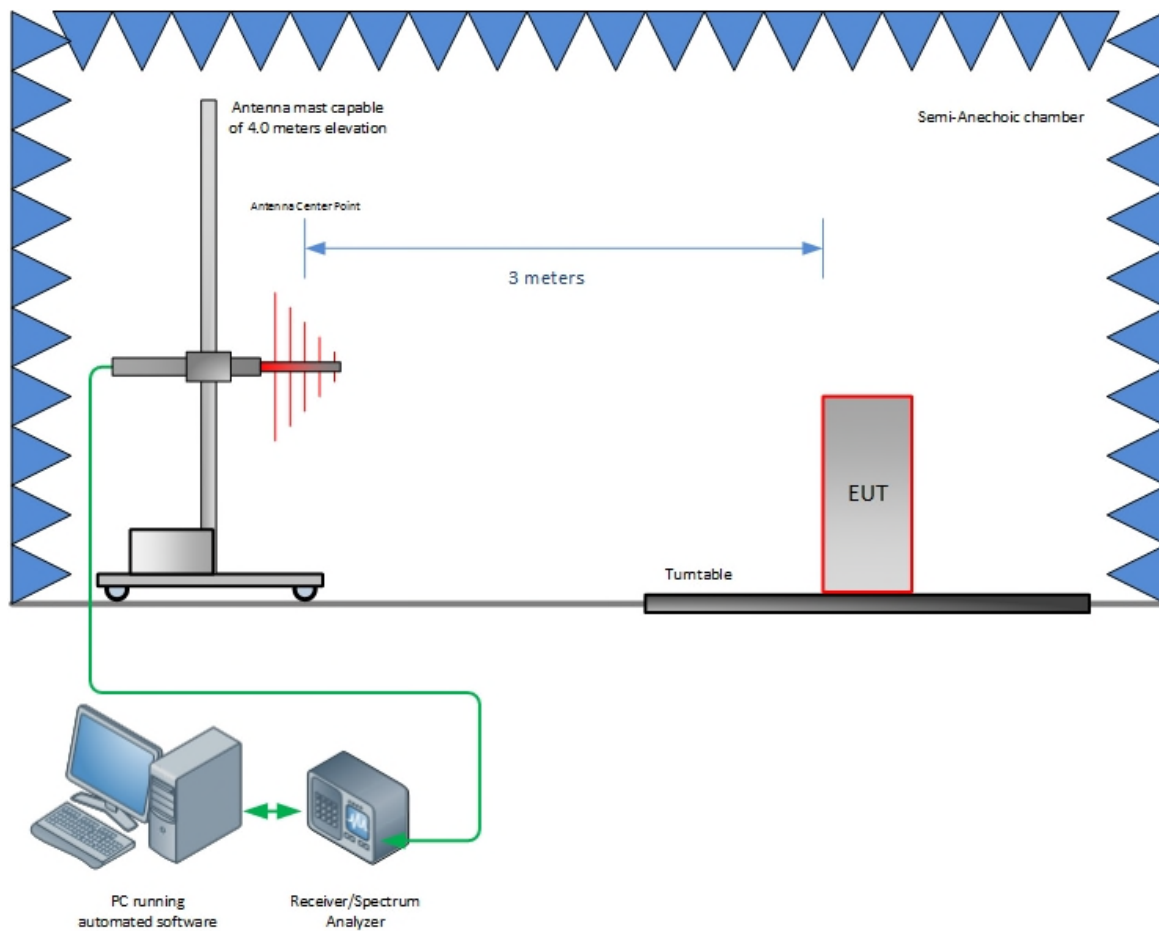 Antenna mast capable
of 4.0 meters elevation
Semi-Anechoic chamber
Antenna Center Point
3 meters
EUT
Turntable
PC running
automated software
Receiver/Spectrum
Analyzer